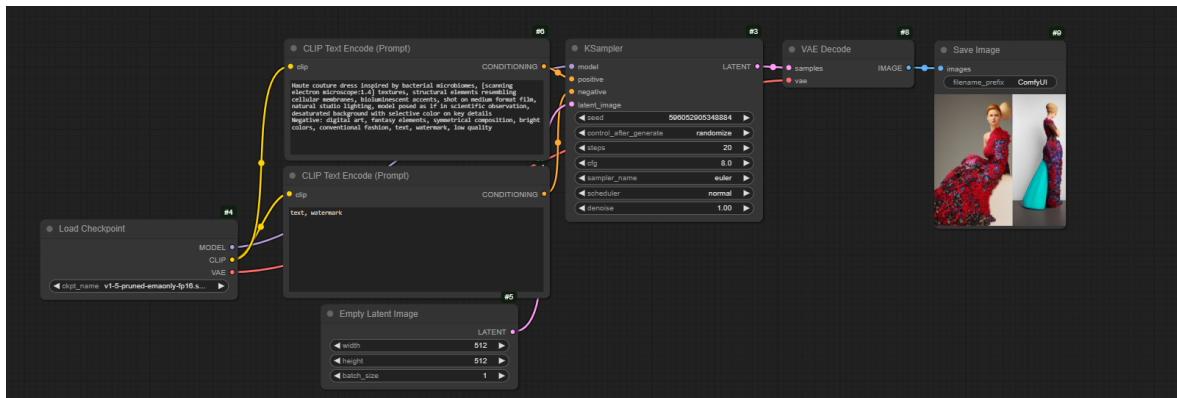 #6
CLIP Text Encode (Prompt)
clip
CONDITIONING
Haute couture dress inspired by bacterial microbiomes, [scanning
electron microscope:1.4] textures, structural elements resembling
cellular membranes, bioluminescent accents, shot on medium format film,
natural studio lighting, model posed as if in scientific observation,
desaturated background with selective color on key details
Negative: digital art, fantasy elements, symmetrical composition, bright
colors, conventional fashion, text, watermark, low quality
CLIP Text Encode (Prompt)
clip
CONDITIONING
text, watermark
#4
Load Checkpoint
MODEL
CLIP
VAE
ckpt_name v1-5-pruned-emaonly-fp16.s...
#5
Empty Latent Image
LATENT
width 512
height 512
batch_size 1
#3
KSampler
model
LATENT
positive
negative
latent_image
seed 596052905348884
control_after_generate randomize
steps 20
cfg 8.0
sampler_name euler
scheduler normal
denoise 1.00
#8
VAE Decode
samples
IMAGE
vae
#9
Save Image
images
filename_prefix ComfyUI